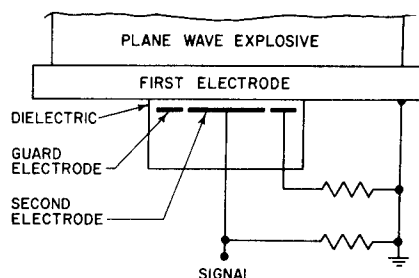 PLANE WAVE EXPLOSIVE
FIRST ELECTRODE
DIELECTRIC
GUARD
ELECTRODE
SECOND
ELECTRODE
SIGNAL